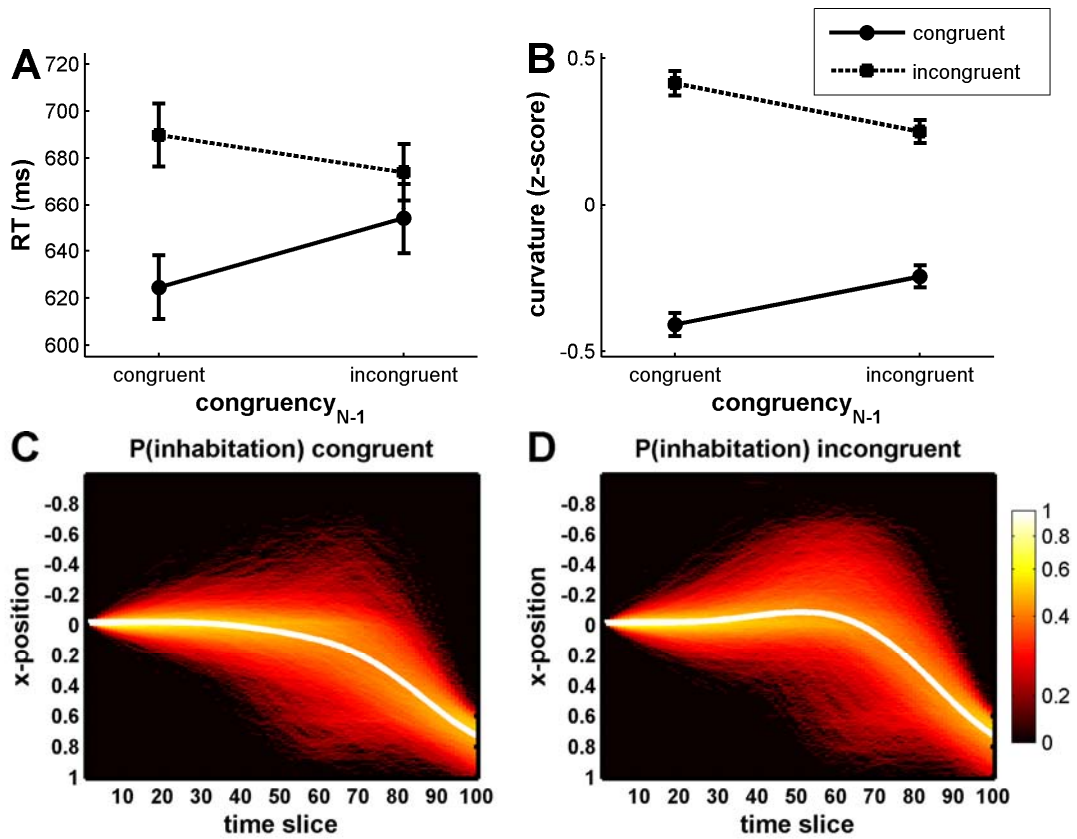 congruent
incongruent
A
RT (ms)
720
700
680
660
640
620
600
congruent incongruent
congruency N-1
B
curvature (z-score)
0.5
0
-0.5
congruent incongruent
congruency N-1
C
P(inhabitation) congruent
x-position
-0.8
-0.6
-0.4
-0.2
0
0.2
0.4
0.6
0.8
1
10 20 30 40 50 60 70 80 90 100
time slice
D
P(inhabitation) incongruent
x-position
-0.8
-0.6
-0.4
-0.2
0
0.2
0.4
0.6
0.8
1
10 20 30 40 50 60 70 80 90 100
time slice
1
0.8
0.6
0.4
0.2
0